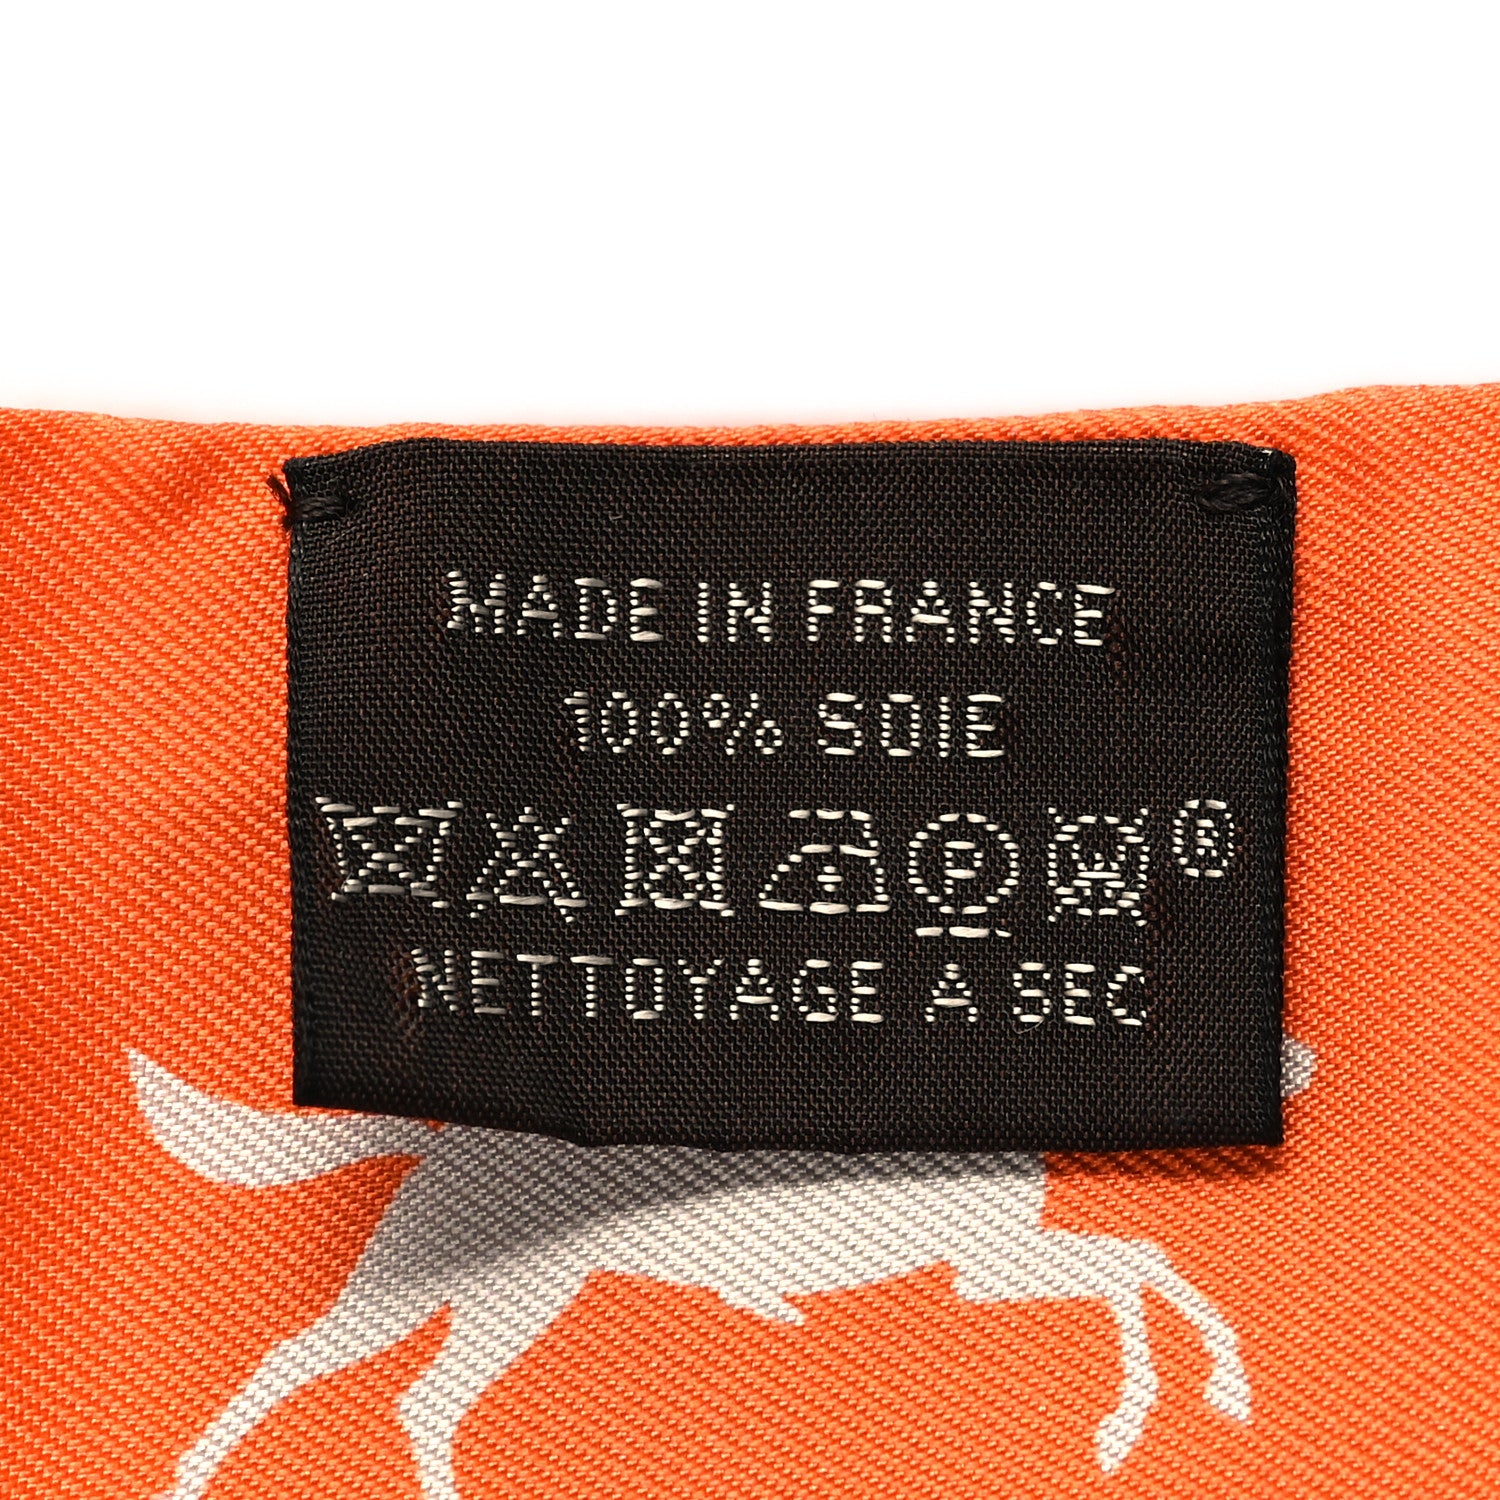 MADE IN FRANCE
100% SOIE
P W ®
NETTOYAGE A SEC